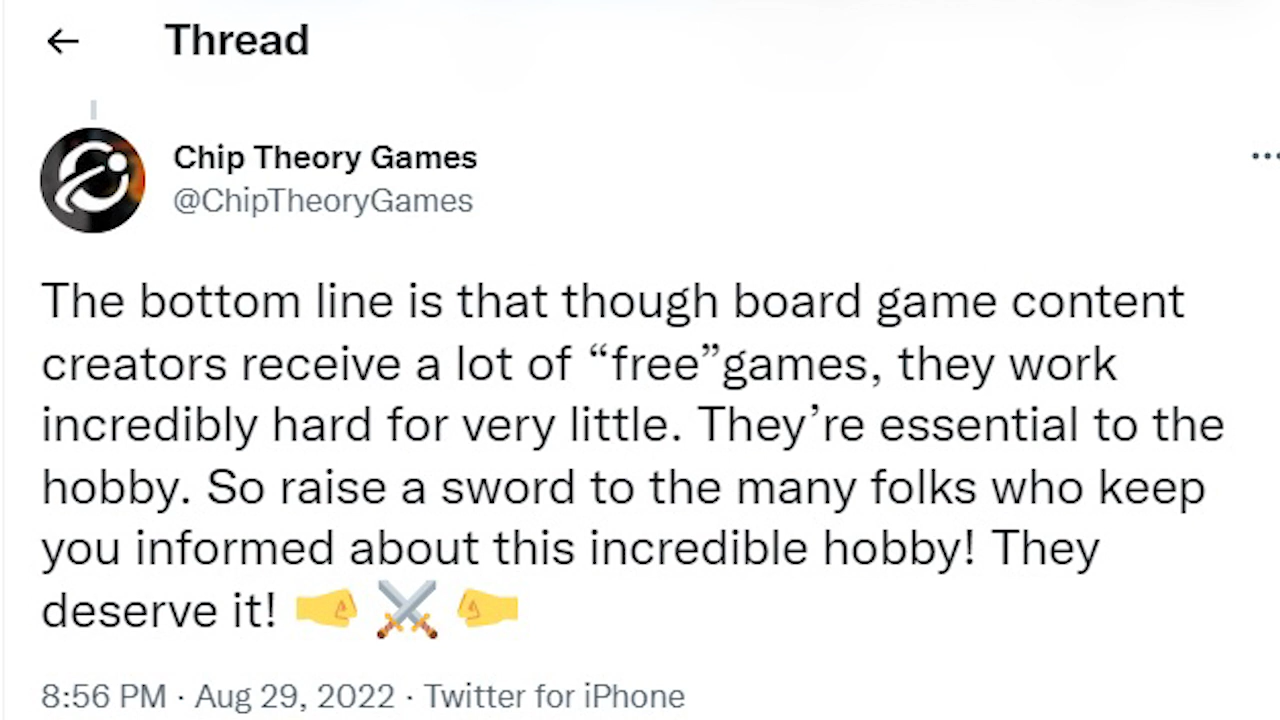 Thread
Chip Theory Games
@ChipTheoryGames
The bottom line is that though board game content
creators receive a lot of “free”games, they work
incredibly hard for very little. They’re essential to the
hobby. So raise a sword to the many folks who keep
you informed about this incredible hobby! They
deserve it! 🤜⚔️🤛
8:56 PM · Aug 29, 2022 · Twitter for iPhone